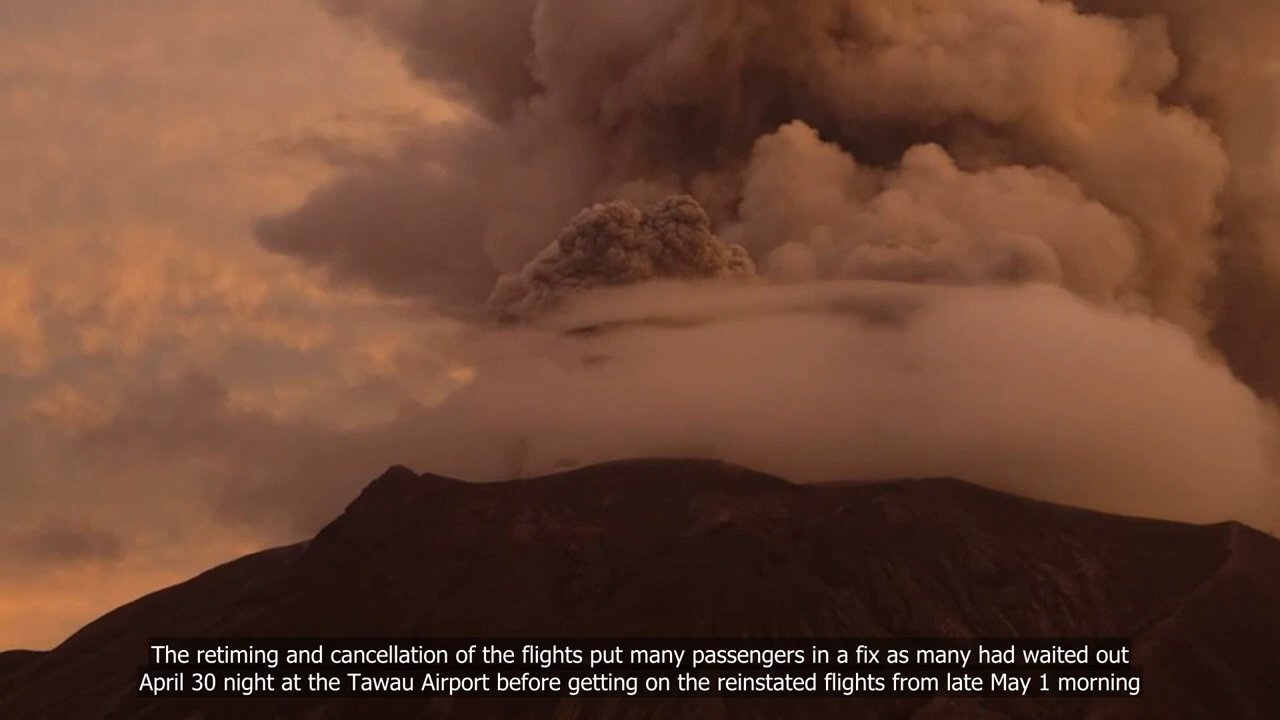 The retiming and cancellation of the flights put many passengers in a fix as many had waited out
April 30 night at the Tawau Airport before getting on the reinstated flights from late May 1 morning